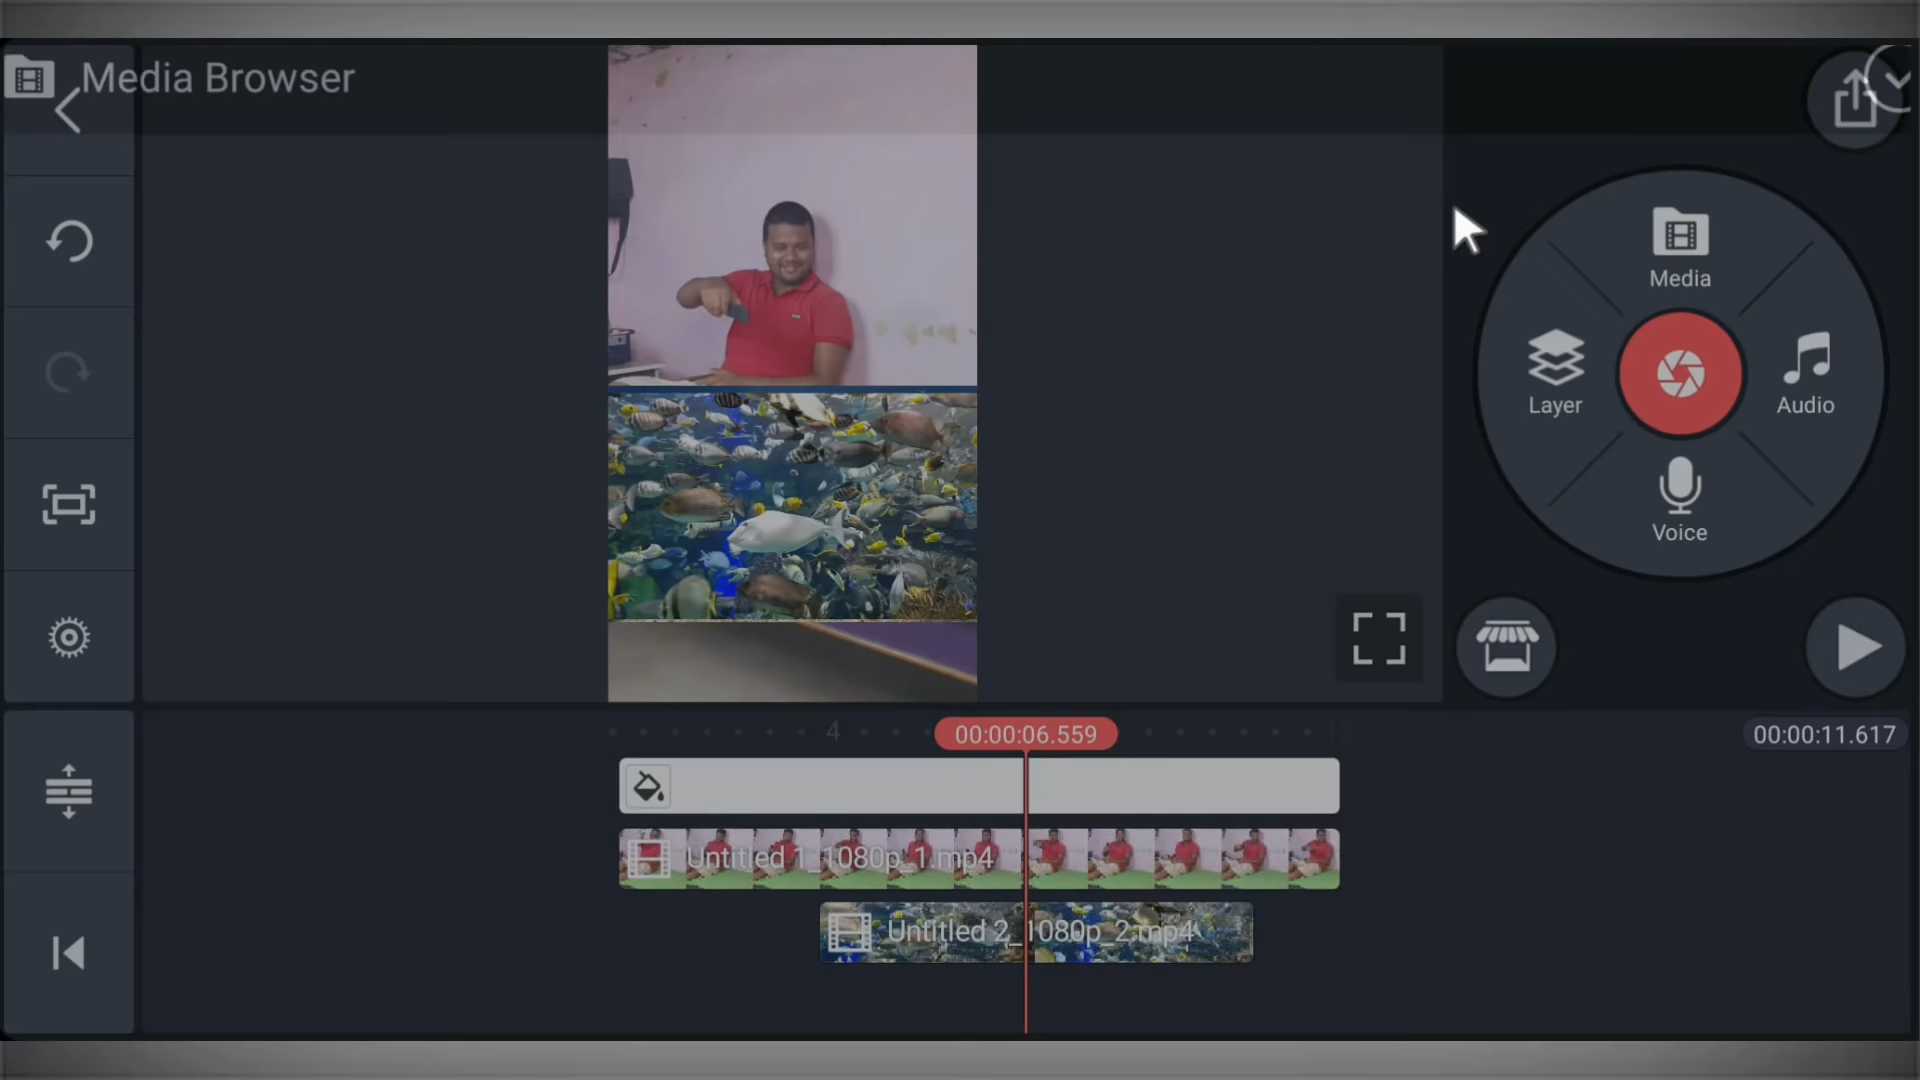 Media Browser
Media
Layer
Audio
Voice
4
00:00:06.559
00:00:11.617
Untitled 1_1080p_1.mp4
Untitled 2_1080p_2.mp4